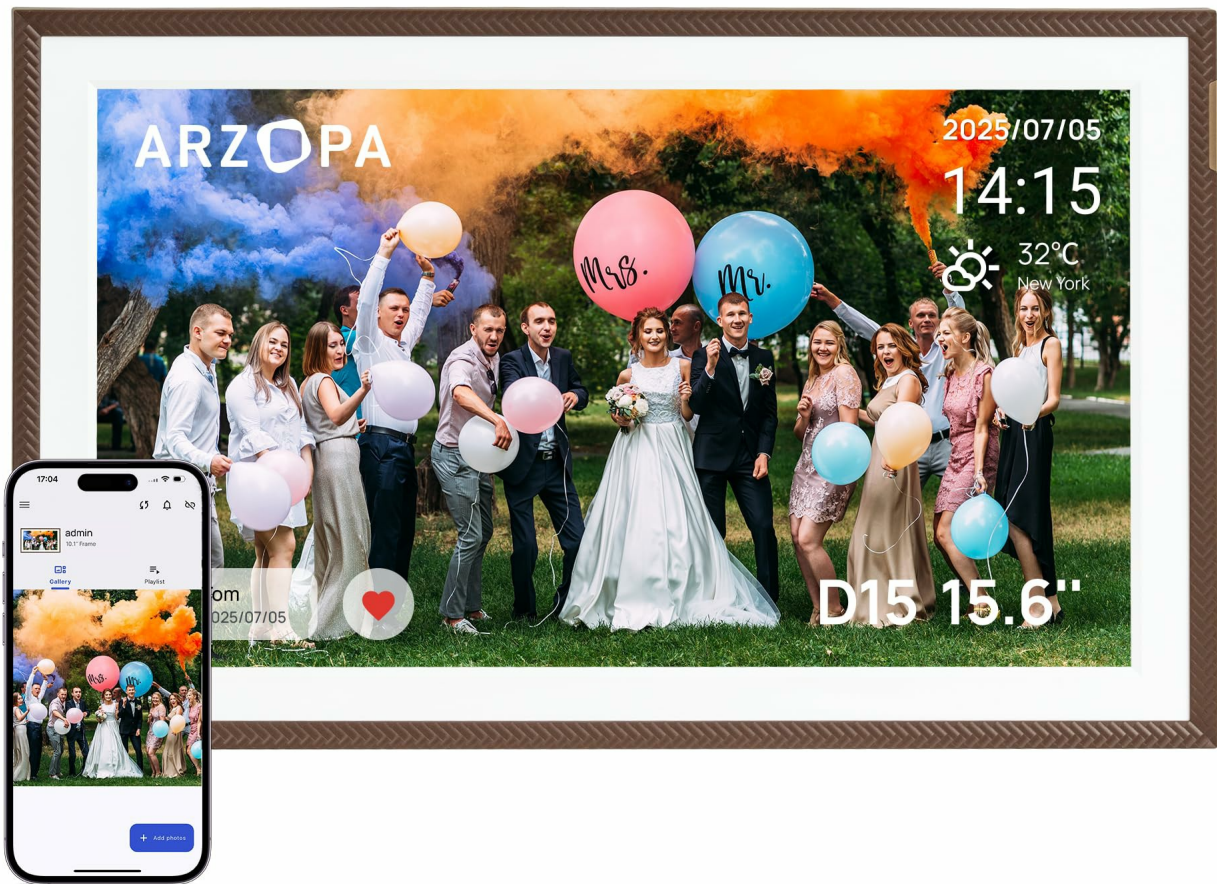 ARZOPA
2025/07/05
14:15
32°C
New York
Mrs.
Mr.
om
025/07/05
D15 15.6"
17:04
admin
10.1" Frame
Gallery
Playlist
Mrs.
Mr.
+ Add photos